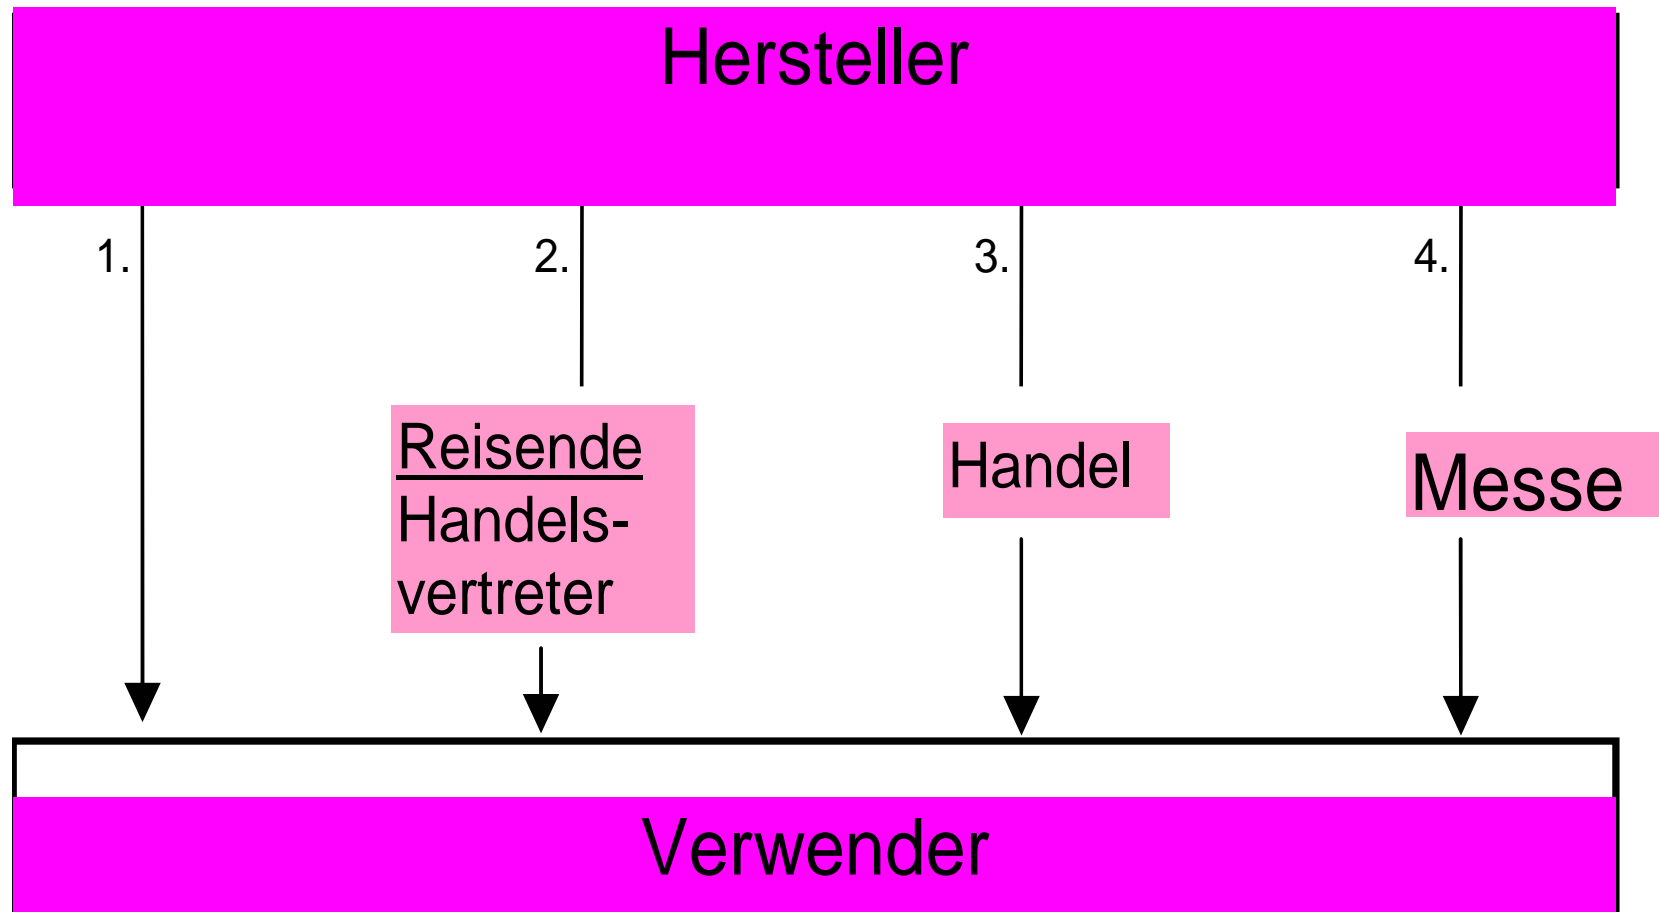 Hersteller
1.
2.
3.
4.
Reisende
Handels-
vertreter
Handel
Messe
Verwender